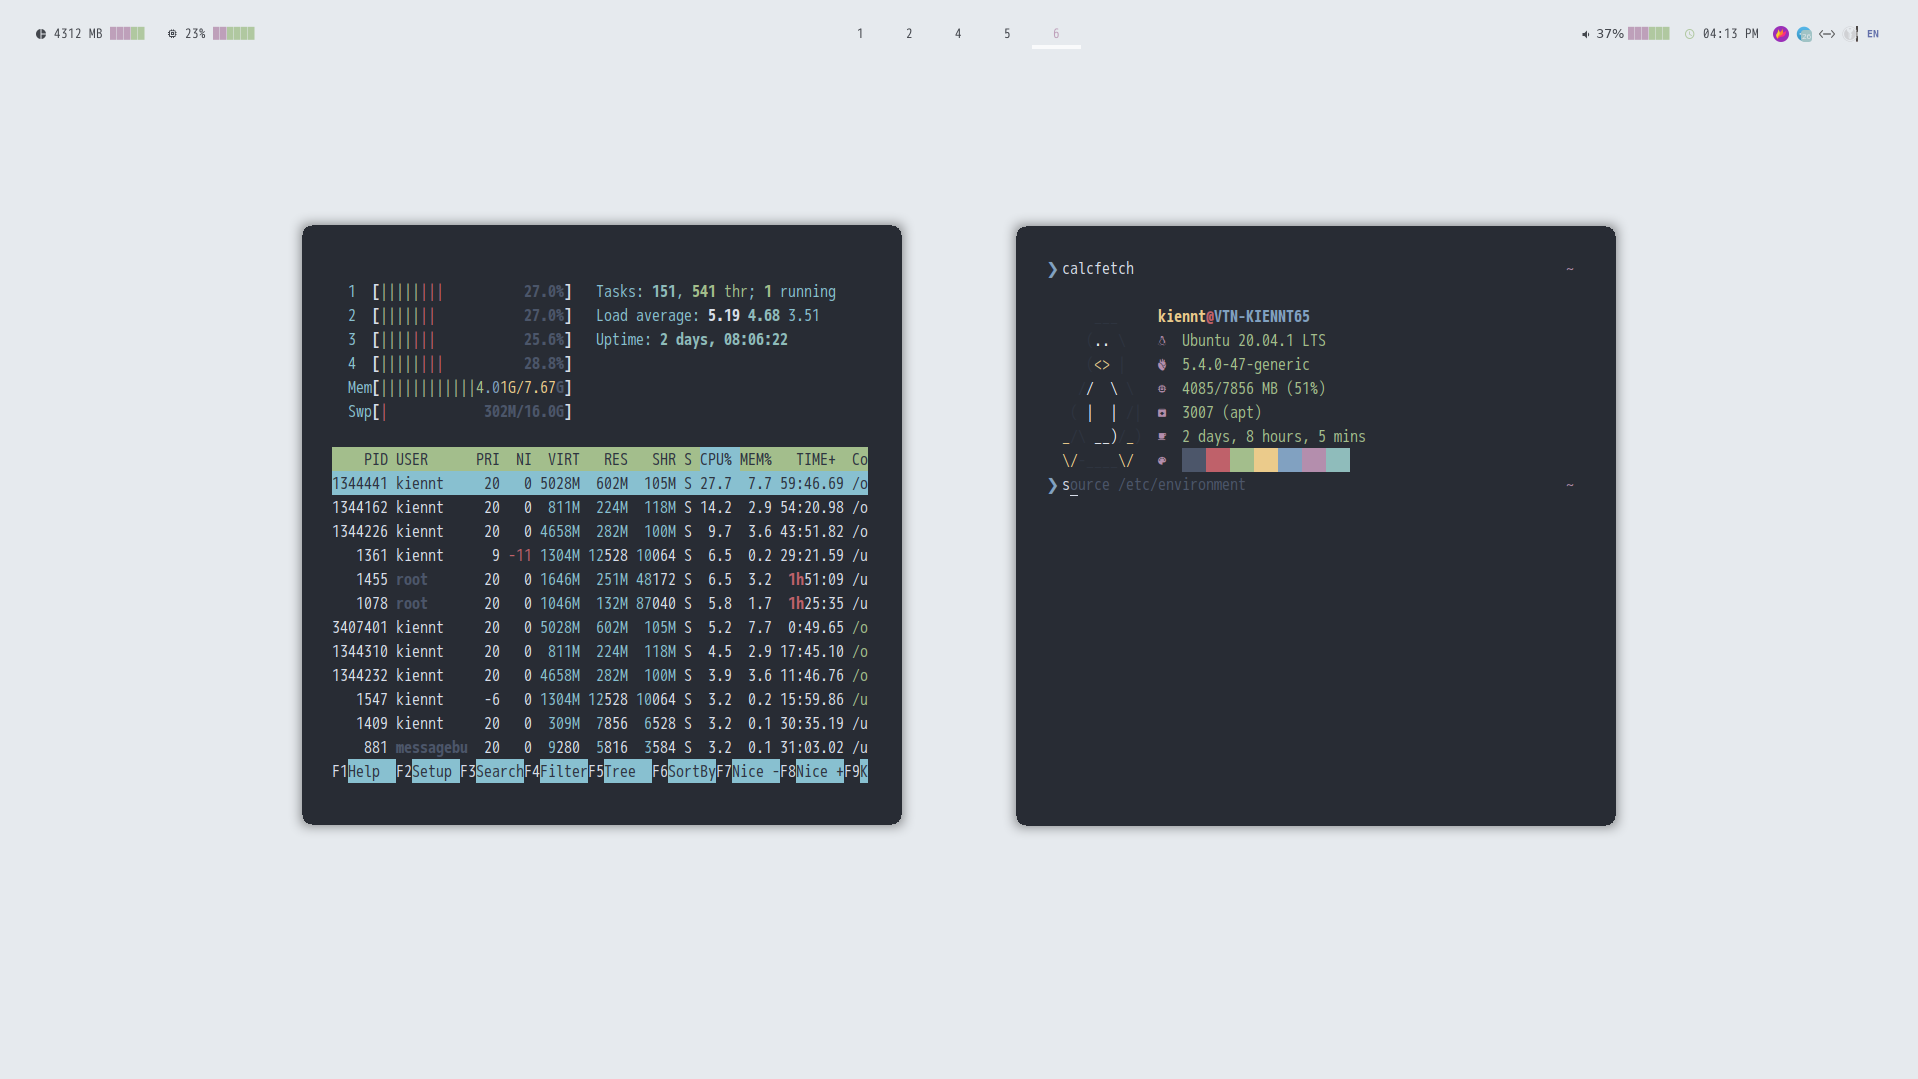 4312 MB 23% 1 2 4 5 6 37% 04:13 PM EN
1 [|||||||| 27.0%] Tasks: 151, 541 thr; 1 running
2 [||||||| 27.0%] Load average: 5.19 4.68 3.51
3 [||||||| 25.6%] Uptime: 2 days, 08:06:22
4 [|||||||| 28.8%]
Mem[||||||||||||4.01G/7.67G]
Swp[| 302M/16.0G]
PID USER PRI NI VIRT RES SHR S CPU% MEM% TIME+ Co
1344441 kiennt 20 0 5028M 602M 105M S 27.7 7.7 59:46.69 /o
1344162 kiennt 20 0 811M 224M 118M S 14.2 2.9 54:20.98 /o
1344226 kiennt 20 0 4658M 282M 100M S 9.7 3.6 43:51.82 /o
1361 kiennt 9 -11 1304M 12528 10064 S 6.5 0.2 29:21.59 /u
1455 root 20 0 1646M 251M 48172 S 6.5 3.2 1h51:09 /u
1078 root 20 0 1046M 132M 87040 S 5.8 1.7 1h25:35 /u
3407401 kiennt 20 0 5028M 602M 105M S 5.2 7.7 0:49.65 /o
1344310 kiennt 20 0 811M 224M 118M S 4.5 2.9 17:45.10 /o
1344232 kiennt 20 0 4658M 282M 100M S 3.9 3.6 11:46.76 /o
1547 kiennt -6 0 1304M 12528 10064 S 3.2 0.2 15:59.86 /u
1409 kiennt 20 0 309M 7856 6528 S 3.2 0.1 30:35.19 /u
881 messagebu 20 0 9280 5816 3584 S 3.2 0.1 31:03.02 /u
F1Help F2Setup F3SearchF4FilterF5Tree F6SortByF7Nice -F8Nice +F9K
❯ calcfetch ~
kiennt@VTN-KIENNT65
Ubuntu 20.04.1 LTS
5.4.0-47-generic
4085/7856 MB (51%)
3007 (apt)
2 days, 8 hours, 5 mins
❯ source /etc/environment ~